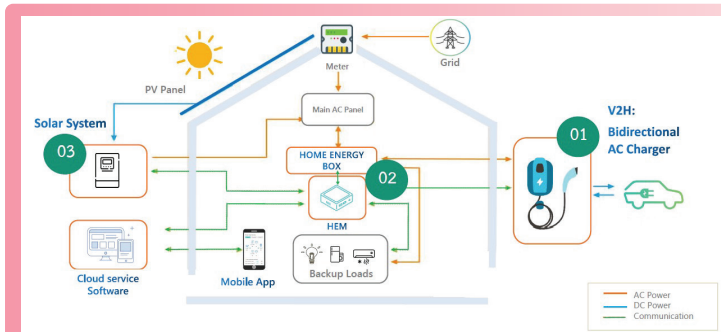 Meter
Grid
PV Panel
Main AC Panel
Solar System
03
HOME ENERGY
BOX
02
HEM
01
V2H:
Bidirectional
AC Charger
Cloud service
Software
Mobile App
Backup Loads
AC Power
DC Power
Communication